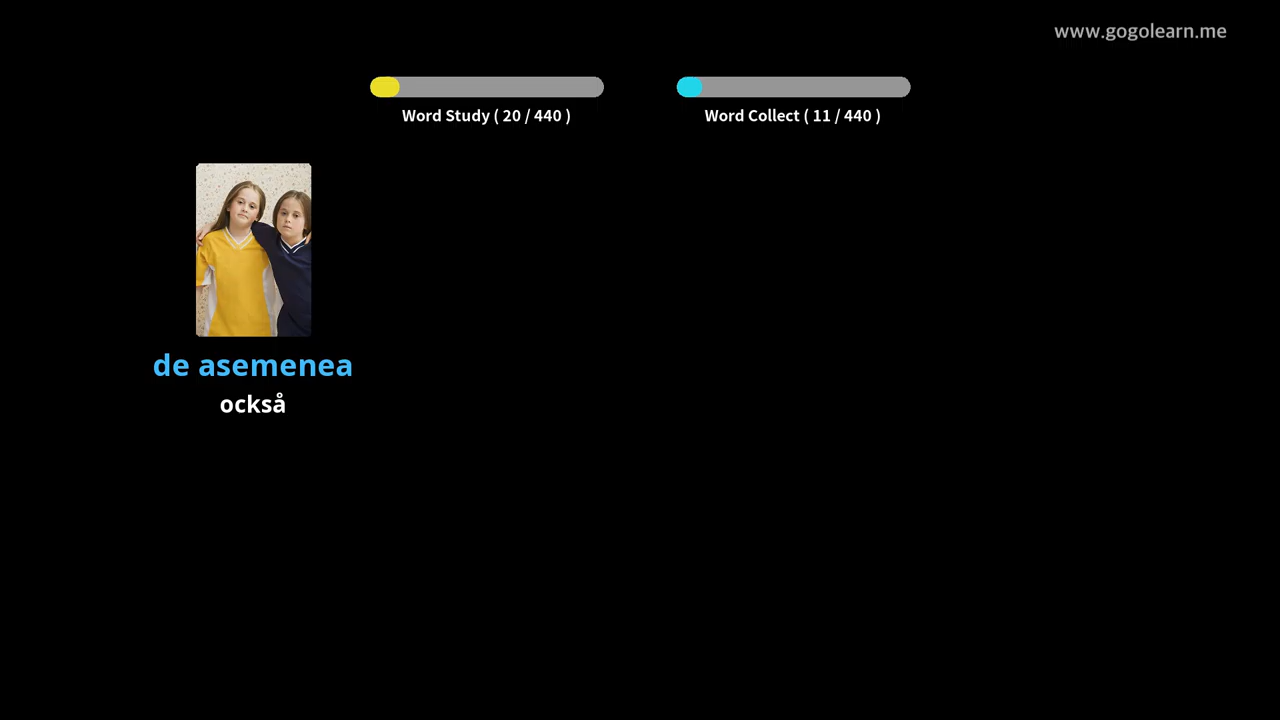 www.gogolearn.me
Word Study ( 20 / 440 )
Word Collect ( 11 / 440 )
de asemenea
också